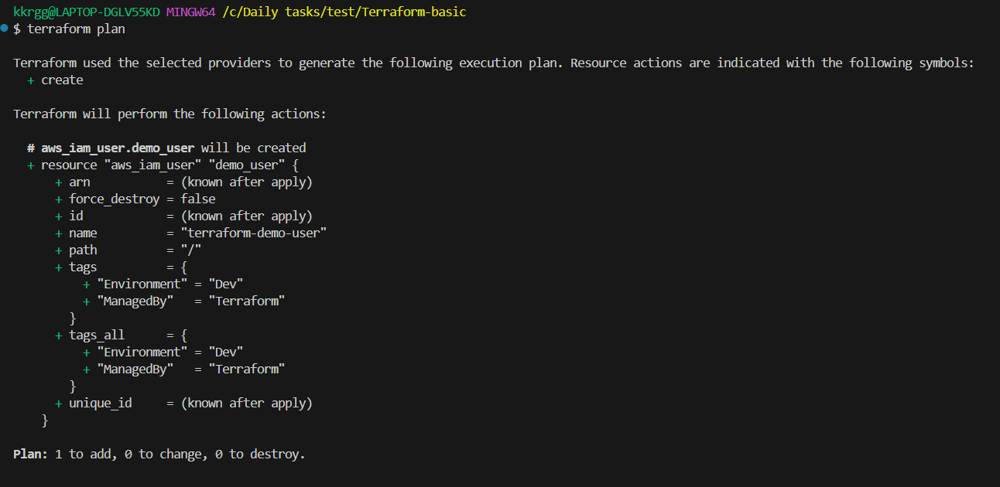 kkrgg@LAPTOP-DGLV55KD MINGW64 /c/Daily tasks/test/Terraform-basic
$ terraform plan
Terraform used the selected providers to generate the following execution plan. Resource actions are indicated with the following symbols:
+ create
Terraform will perform the following actions:
# aws_iam_user.demo_user will be created
+ resource "aws_iam_user" "demo_user" {
+ arn = (known after apply)
+ force_destroy = false
+ id = (known after apply)
+ name = "terraform-demo-user"
+ path = "/"
+ tags = {
+ "Environment" = "Dev"
+ "ManagedBy" = "Terraform"
}
+ tags_all = {
+ "Environment" = "Dev"
+ "ManagedBy" = "Terraform"
}
+ unique_id = (known after apply)
}
Plan: 1 to add, 0 to change, 0 to destroy.